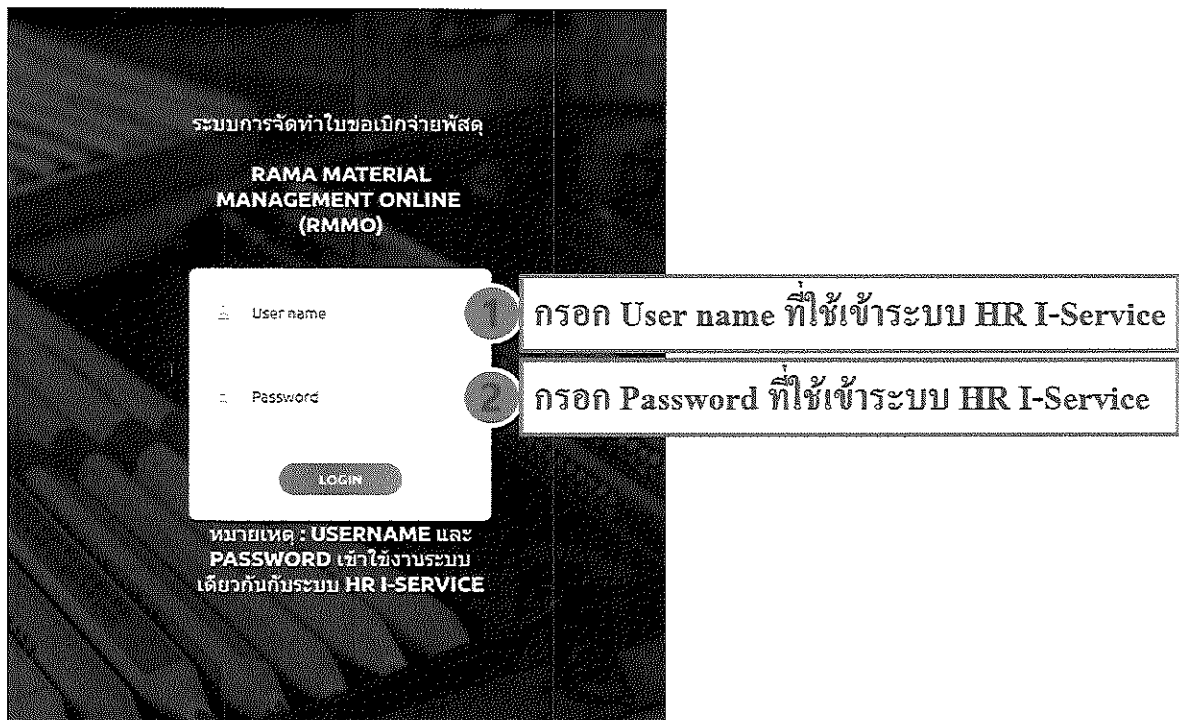 ระบบการจัดทำใบขอเบิกจ่ายพัสดุ
RAMA MATERIAL
MANAGEMENT ONLINE
(RMMO)
User name
1 กรอก User name ที่ใช้เข้าระบบ HR I-Service
Password
2 กรอก Password ที่ใช้เข้าระบบ HR I-Service
LOGIN
หมายเหตุ : USERNAME และ
PASSWORD เข้าใช้งานระบบ
เดียวกันกับระบบ HR I-SERVICE